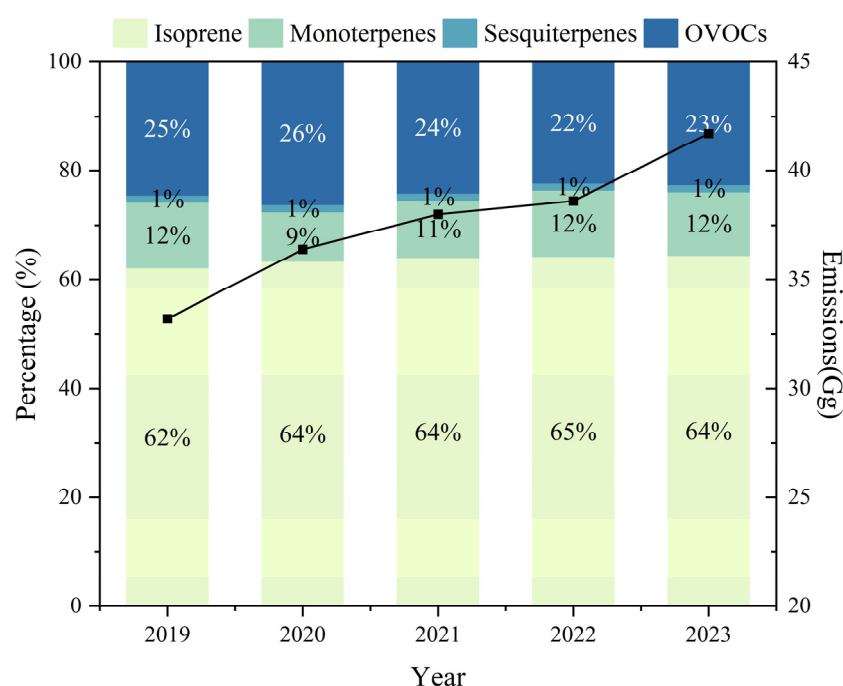 Isoprene Monoterpenes Sesquiterpenes OVOCs
100 45
25% 26% 24% 22% 23%
80 40
1% 1% 1% 1% 1%
12% 9% 11% 12% 12%
60 35
Percentage (%)
Emissions(Gg)
40 30
62% 64% 64% 65% 64%
20 25
0 20
2019 2020 2021 2022 2023
Year